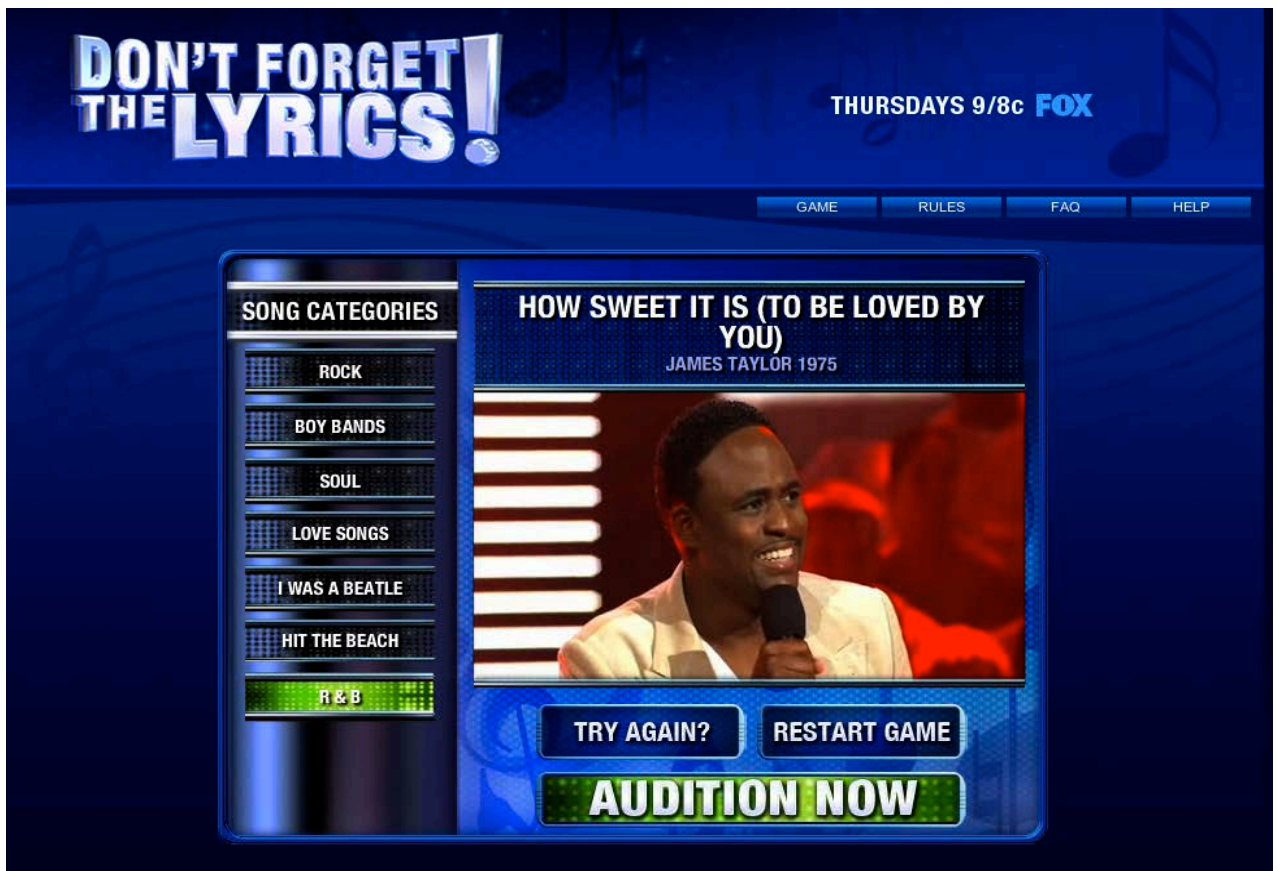 DON'T FORGET
THE LYRICS!
THURSDAYS 9/8c FOX
GAME RULES FAQ HELP
SONG CATEGORIES
ROCK
BOY BANDS
SOUL
LOVE SONGS
I WAS A BEATLE
HIT THE BEACH
R & B
HOW SWEET IT IS (TO BE LOVED BY
YOU)
JAMES TAYLOR 1975
TRY AGAIN? RESTART GAME
AUDITION NOW